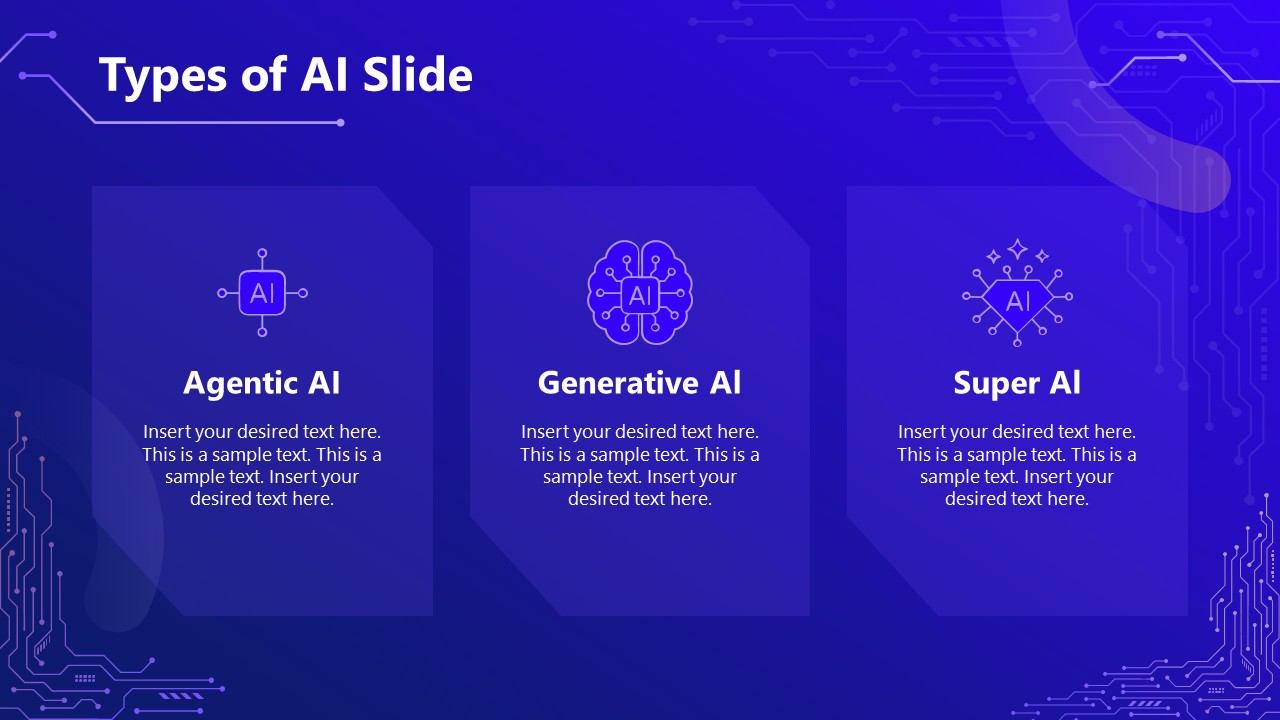 Types of AI Slide
AI
AI
AI
Agentic AI
Generative Al
Super Al
Insert your desired text here.
This is a sample text. This is a
sample text. Insert your
desired text here.
Insert your desired text here.
This is a sample text. This is a
sample text. Insert your
desired text here.
Insert your desired text here.
This is a sample text. This is a
sample text. Insert your
desired text here.